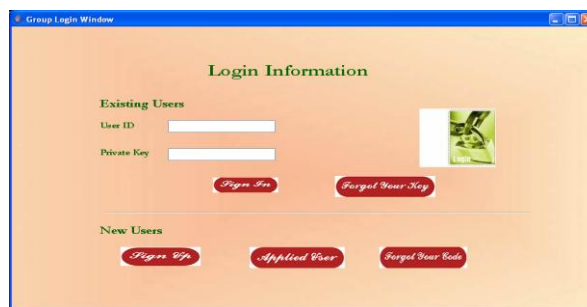 Group Login Window
Login Information
Existing Users
User ID
Private Key
Login
Sign In
Forgot Your Key
New Users
Sign Up
Applied User
Forgot Your Code